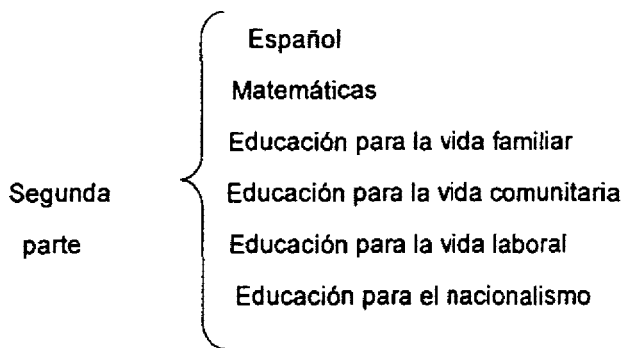 Español
Matemáticas
Educación para la vida familiar
Segunda
Educación para la vida comunitaria
parte
Educación para la vida laboral
Educación para el nacionalismo